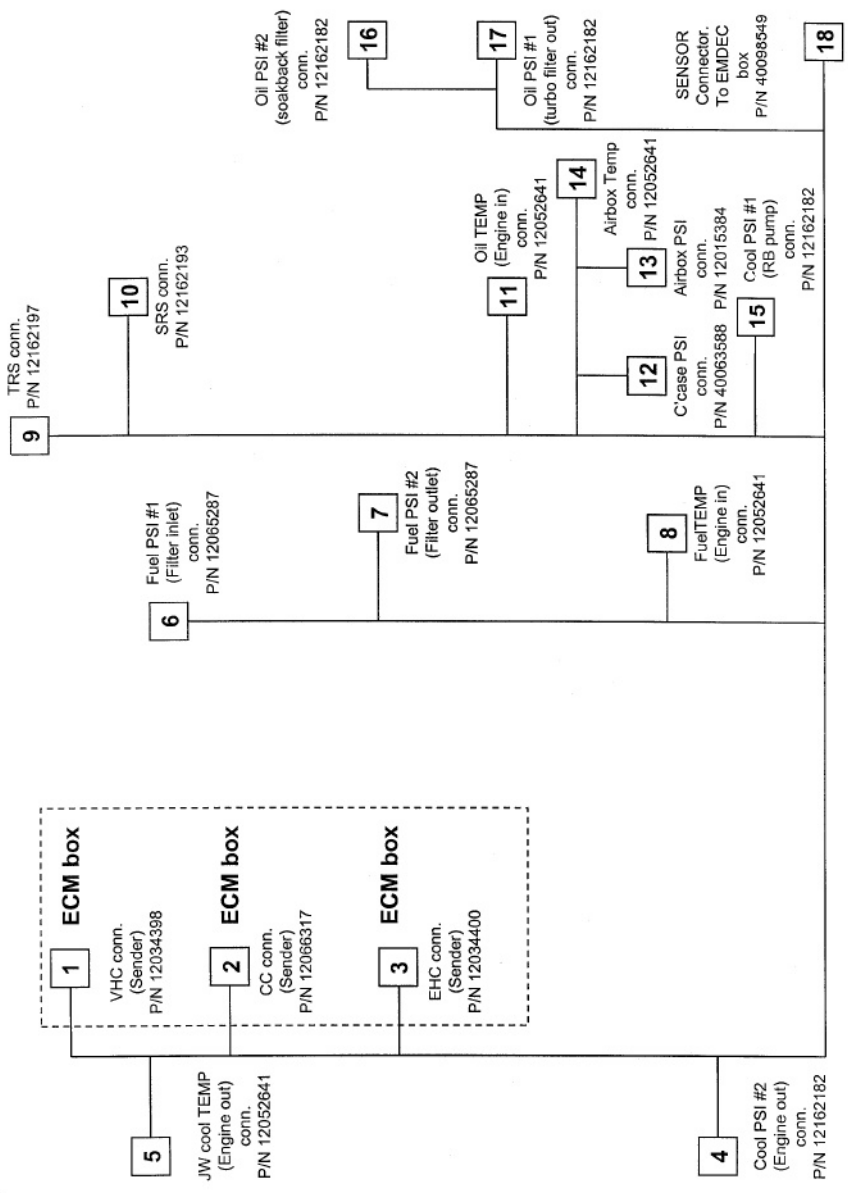 1
ECM box
VHC conn.
(Sender)
P/N 12034398
2
ECM box
CC conn.
(Sender)
P/N 12066317
3
ECM box
EHC conn.
(Sender)
P/N 12034400
4
Cool PSI #2
(Engine out)
conn.
P/N 12162182
5
JW cool TEMP
(Engine out)
conn.
P/N 12052641
6
Fuel PSI #1
(Filter inlet)
conn.
P/N 12065287
7
Fuel PSI #2
(Filter outlet)
conn.
P/N 12065287
8
FuelTEMP
(Engine in)
conn.
P/N 12052641
9
TRS conn.
P/N 12162197
10
SRS conn.
P/N 12162193
11
Oil TEMP
(Engine in)
conn.
P/N 12052641
12
C'case PSI
conn.
P/N 40063588
13
Airbox PSI
conn.
P/N 12015384
14
Airbox Temp
conn.
P/N 12052641
15
Cool PSI #1
(RB pump)
conn.
P/N 12162182
16
Oil PSI #2
(soakback filter)
conn.
P/N 12162182
17
Oil PSI #1
(turbo filter out)
conn.
P/N 12162182
18
SENSOR
Connector.
To EMDEC
box
P/N 40098549